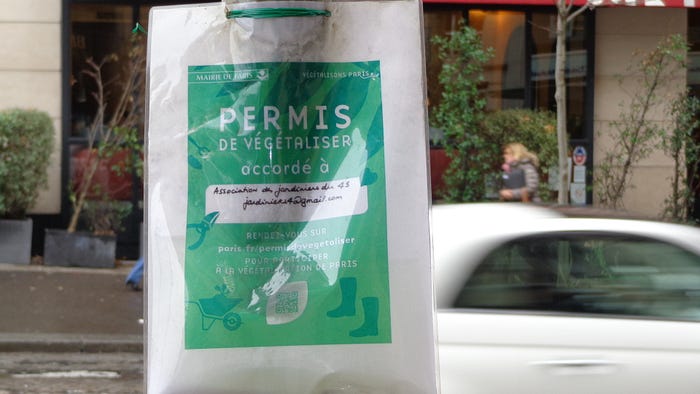 MAIRIE DE PARIS
VÉGÉTALISONS PARIS
PERMIS
DE VÉGÉTALISER
accordé à
Association des jardiniers du 45
jardiniers4@gmail.com
RENDEZ-VOUS SUR
paris.fr/permisdevegetaliser
POUR PARTICIPER
À LA VÉGÉTALISATION DE PARIS